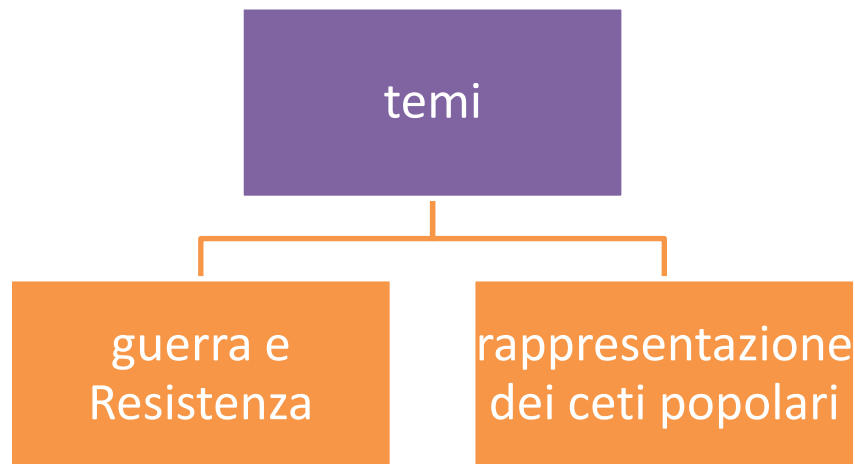 temi
guerra e
Resistenza
rappresentazione
dei ceti popolari